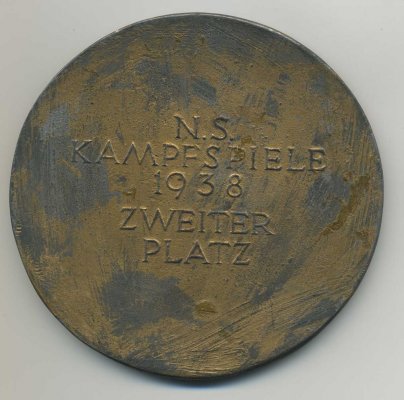 N.S.
KAMPFSPIELE
1938
ZWEITER
PLATZ